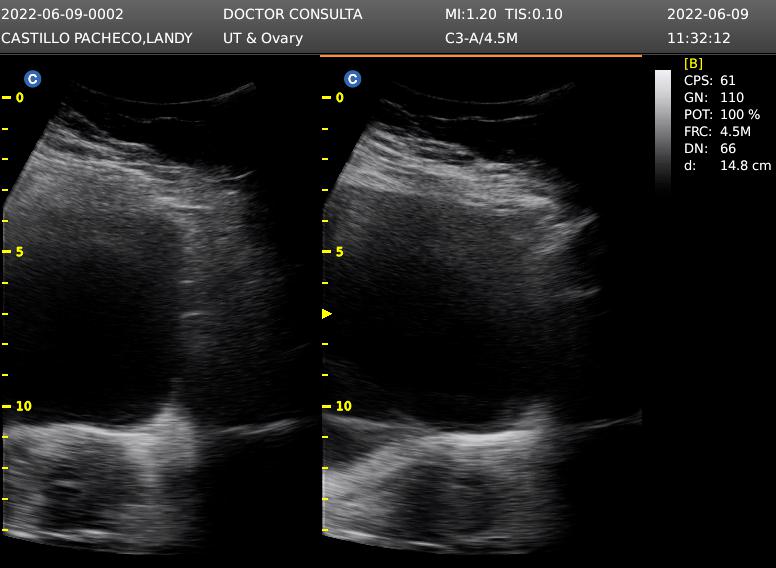 2022-06-09-0002 DOCTOR CONSULTA MI:1.20 TIS:0.10 2022-06-09
CASTILLO PACHECO,LANDY UT & Ovary C3-A/4.5M 11:32:12
[B]
CPS: 61
GN: 110
POT: 100 %
FRC: 4.5M
DN: 66
d: 14.8 cm
C
0
5
10
C
0
5
10